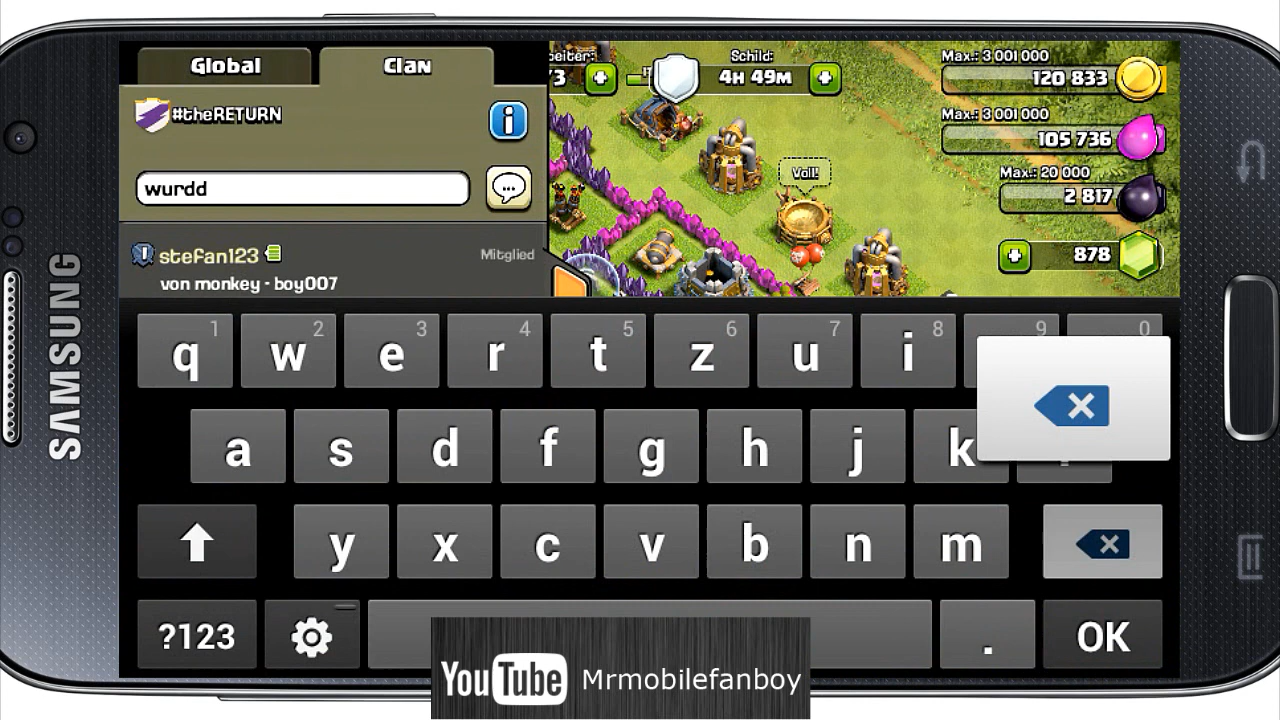 Global
Clan
#theRETURN
wurdd
stefan123
Mitglied
von monkey - boy007
Schild:
4H 49M
Voll!
Max.: 3 001 000
120 833
Max.: 3 001 000
105 736
Max.: 20 000
2 817
878
SAMSUNG
1 2 3 4 5 6 7 8 9 0
q w e r t z u i
a s d f g h j k
y x c v b n m
?123 . OK
YouTube Mrmobilefanboy